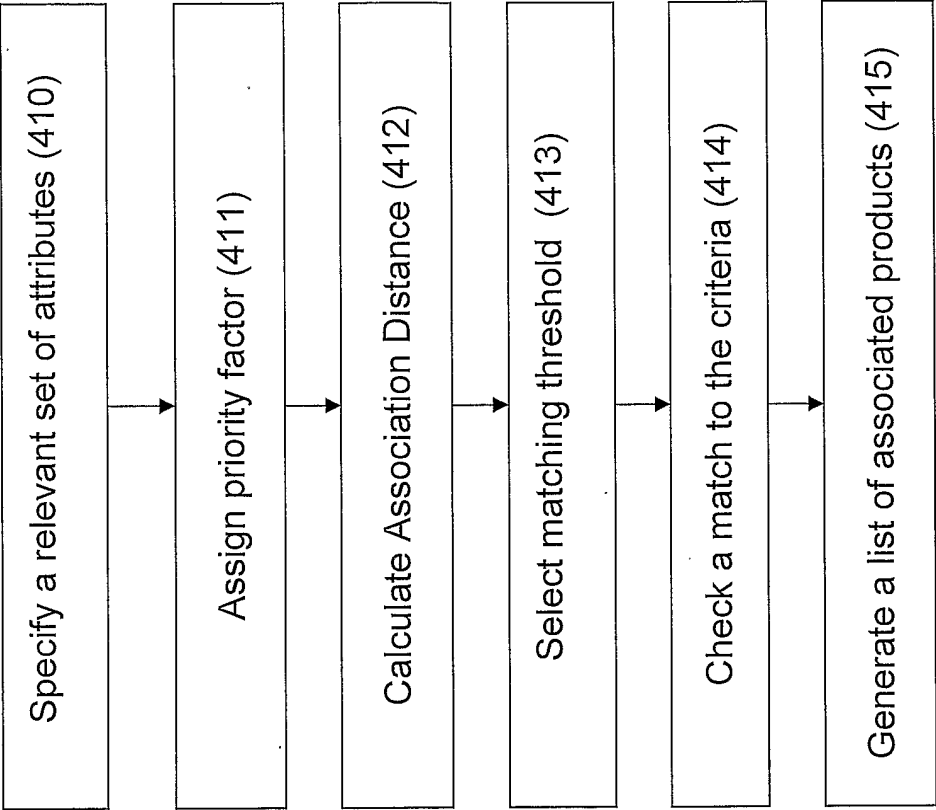 Specify a relevant set of attributes (410)
Assign priority factor (411)
Calculate Association Distance (412)
Select matching threshold (413)
Check a match to the criteria (414)
Generate a list of associated products (415)